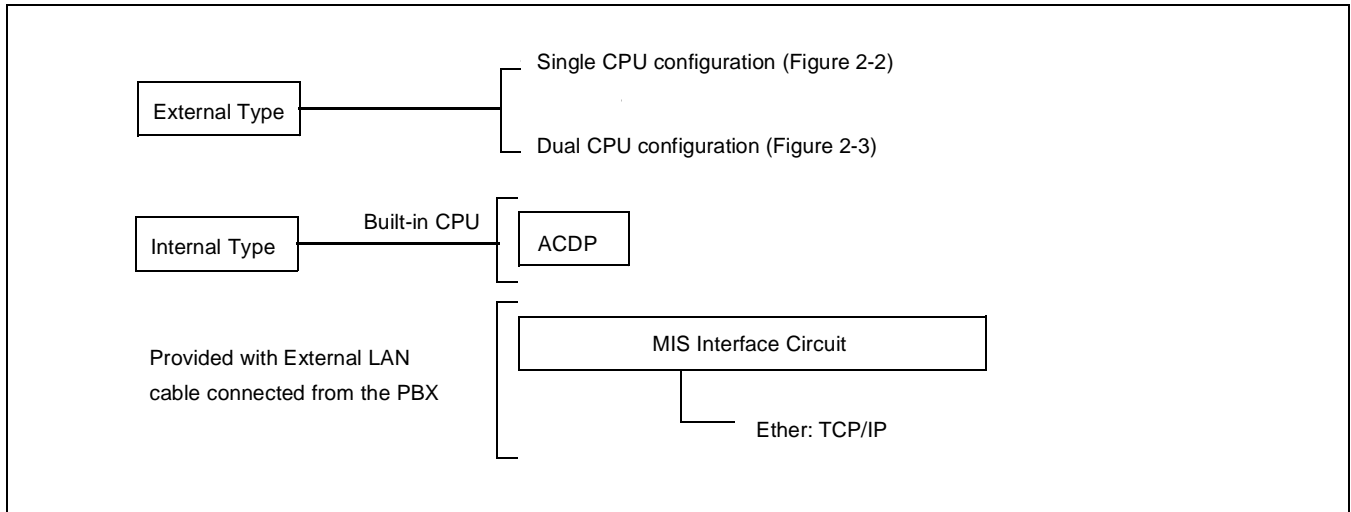 Single CPU configuration (Figure 2-2)
External Type
Dual CPU configuration (Figure 2-3)
Built-in CPU
Internal Type
ACDP
MIS Interface Circuit
Provided with External LAN
cable connected from the PBX
Ether: TCP/IP